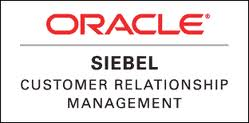 ORACLE®
SIEBEL
CUSTOMER RELATIONSHIP
MANAGEMENT